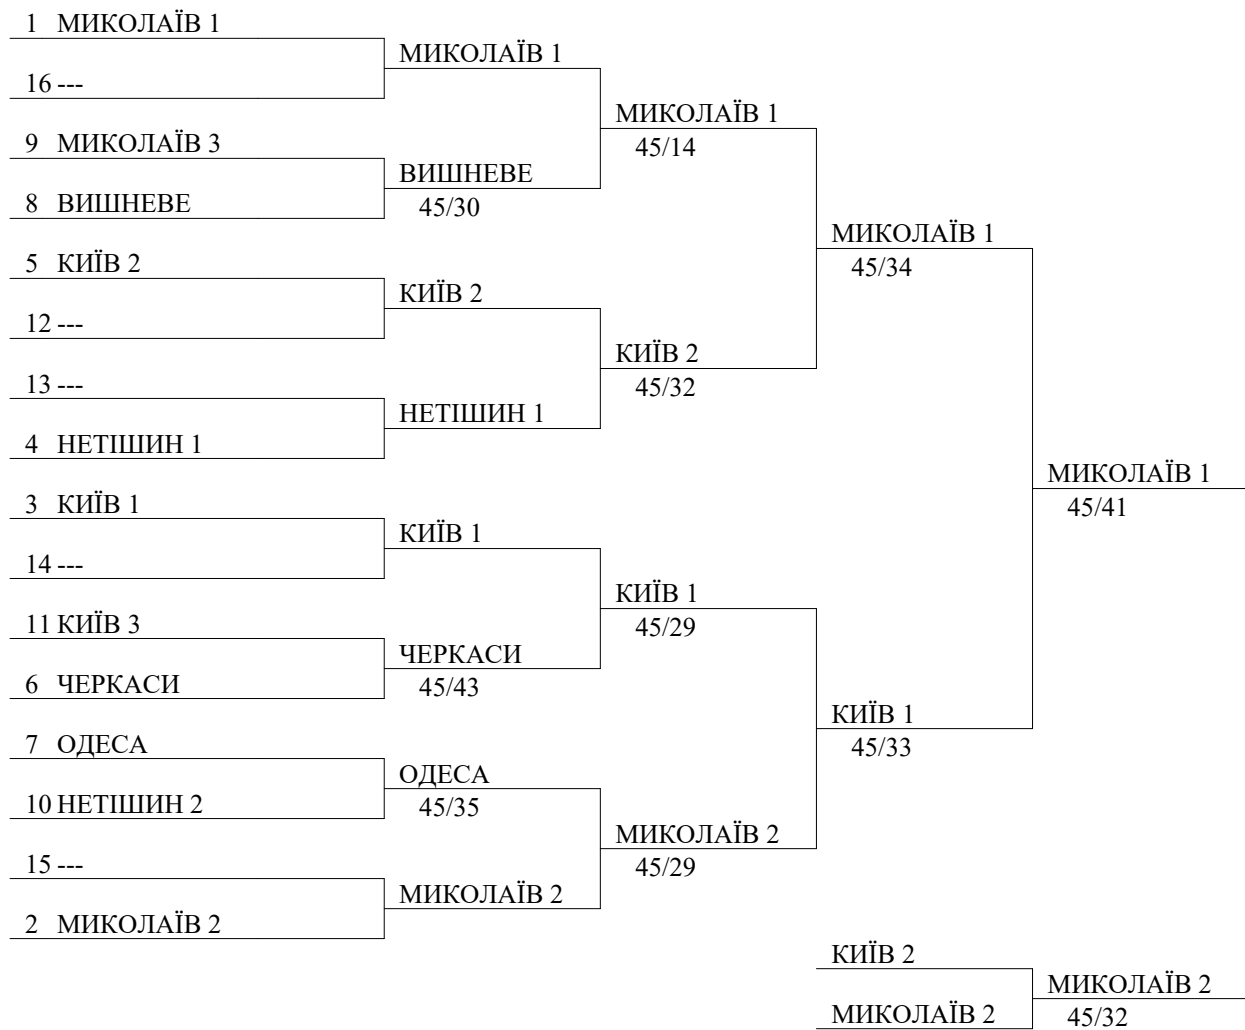 1 МИКОЛАЇВ 1
МИКОЛАЇВ 1
16 ---
МИКОЛАЇВ 1
45/14
9 МИКОЛАЇВ 3
ВИШНЕВЕ
45/30
8 ВИШНЕВЕ
МИКОЛАЇВ 1
45/34
5 КИЇВ 2
КИЇВ 2
12 ---
КИЇВ 2
45/32
13 ---
НЕТІШИН 1
4 НЕТІШИН 1
МИКОЛАЇВ 1
45/41
3 КИЇВ 1
КИЇВ 1
14 ---
КИЇВ 1
45/29
11 КИЇВ 3
ЧЕРКАСИ
45/43
6 ЧЕРКАСИ
КИЇВ 1
45/33
7 ОДЕСА
ОДЕСА
45/35
10 НЕТІШИН 2
МИКОЛАЇВ 2
45/29
15 ---
МИКОЛАЇВ 2
2 МИКОЛАЇВ 2
КИЇВ 2
МИКОЛАЇВ 2
45/32
МИКОЛАЇВ 2